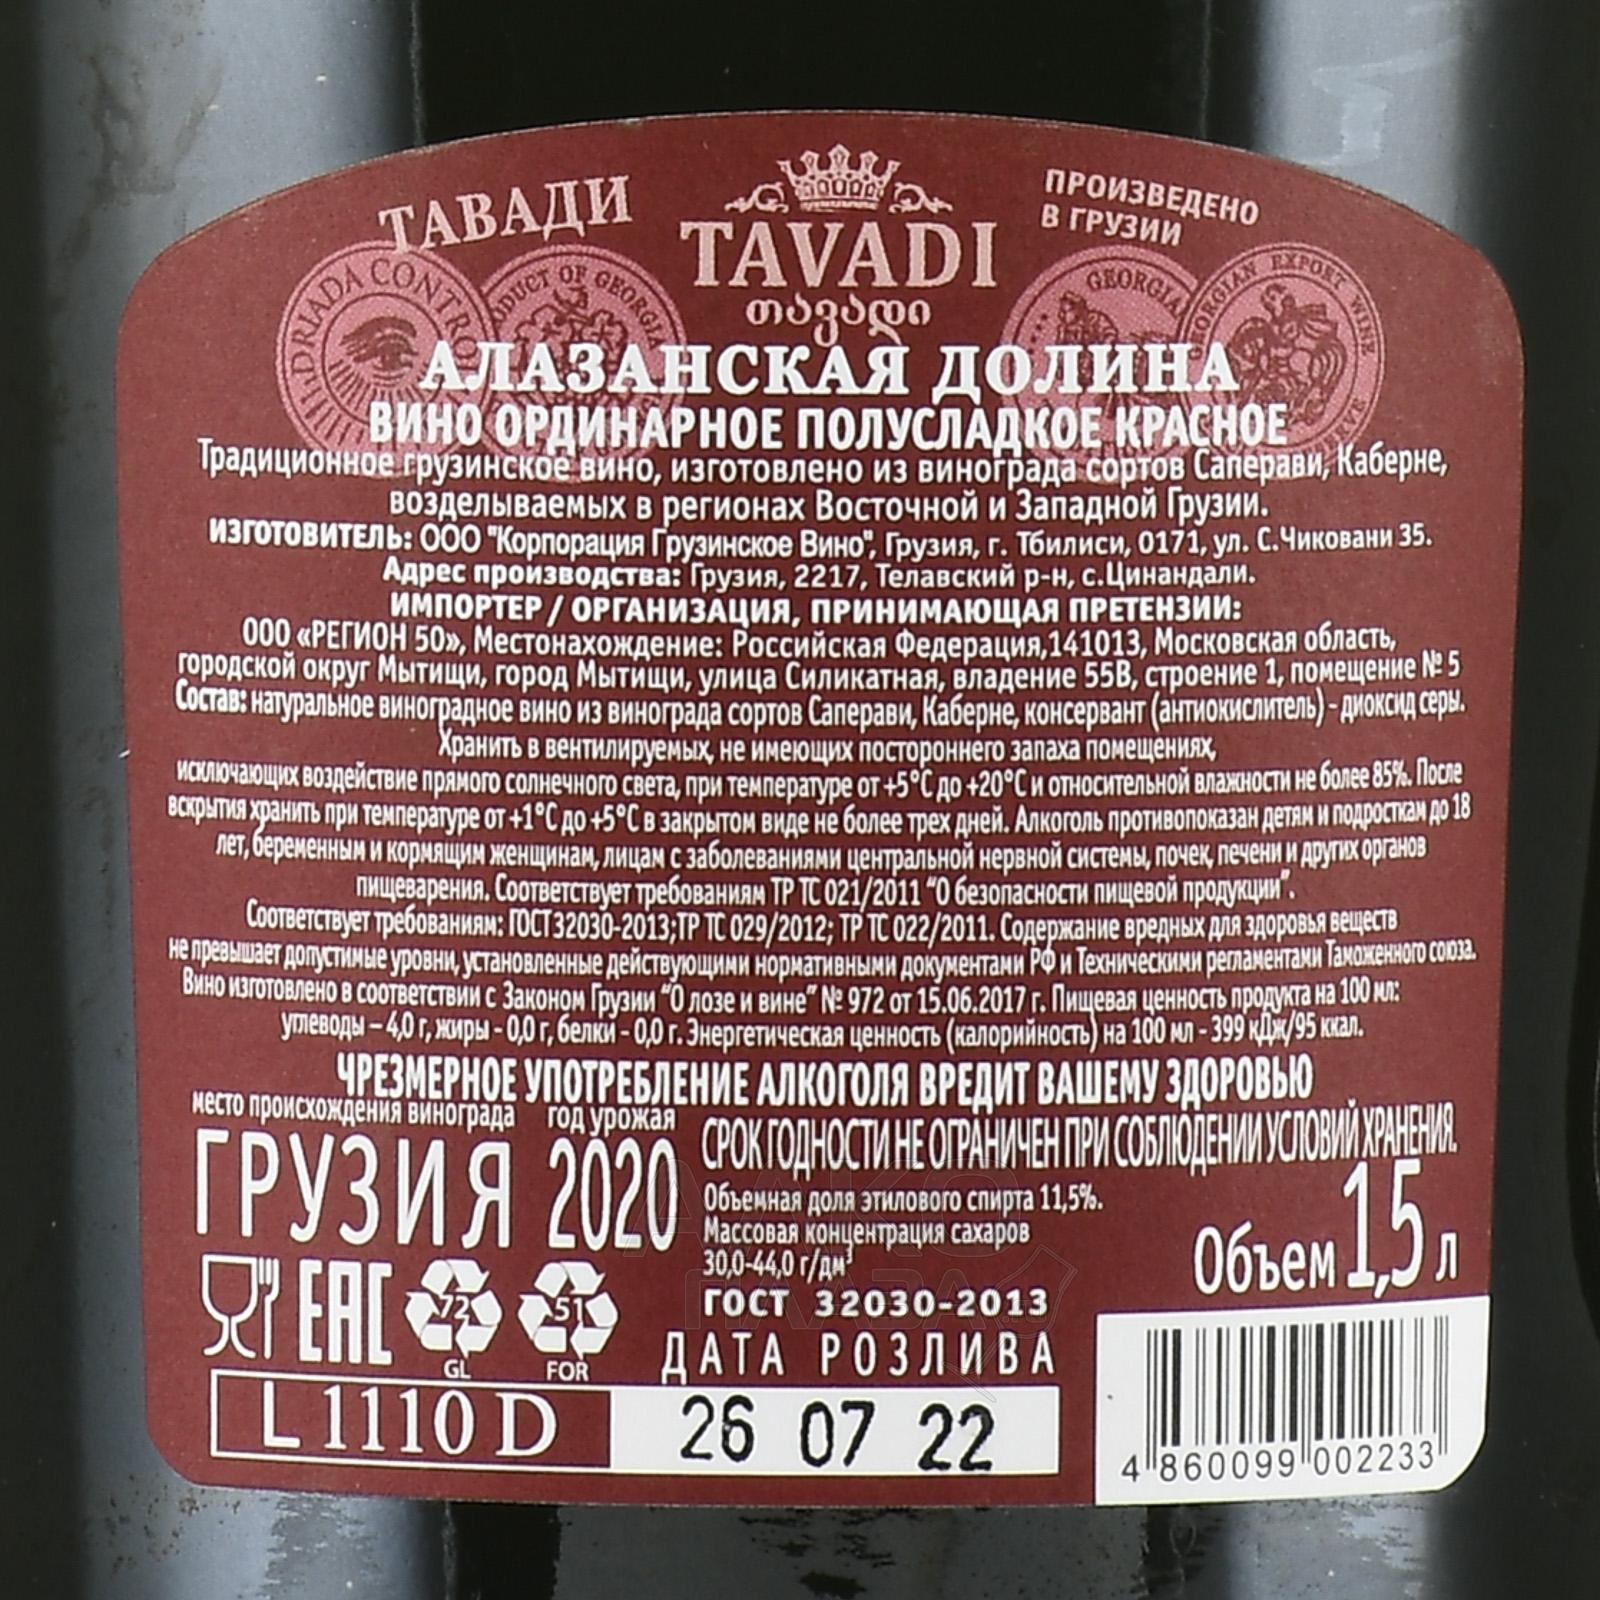 ТАВАДИ
TAVADI
თავადი
ПРОИЗВЕДЕНО
В ГРУЗИИ
DRIADA CONTROL
PRODUCT OF GEORGIA
GEORGIAN
GEORGIAN EXPORT WINE
АЛАЗАНСКАЯ ДОЛИНА
ВИНО ОРДИНАРНОЕ ПОЛУСЛАДКОЕ КРАСНОЕ
Традиционное грузинское вино, изготовлено из винограда сортов Саперави, Каберне,
возделываемых в регионах Восточной и Западной Грузии.
ИЗГОТОВИТЕЛЬ: ООО "Корпорация Грузинское Вино", Грузия, г. Тбилиси, 0171, ул. С.Чиковани 35.
Адрес производства: Грузия, 2217, Телавский р-н, с.Цинандали.
ИМПОРТЕР / ОРГАНИЗАЦИЯ, ПРИНИМАЮЩАЯ ПРЕТЕНЗИИ:
ООО «РЕГИОН 50», Местонахождение: Российская Федерация,141013, Московская область,
городской округ Мытищи, город Мытищи, улица Силикатная, владение 55В, строение 1, помещение № 5
Состав: натуральное виноградное вино из винограда сортов Саперави, Каберне, консервант (антиокислитель) - диоксид серы.
Хранить в вентилируемых, не имеющих постороннего запаха помещениях,
исключающих воздействие прямого солнечного света, при температуре от +5°С до +20°С и относительной влажности не более 85%. После
вскрытия хранить при температуре от +1°С до +5°С в закрытом виде не более трех дней. Алкоголь противопоказан детям и подросткам до 18
лет, беременным и кормящим женщинам, лицам с заболеваниями центральной нервной системы, почек, печени и других органов
пищеварения. Соответствует требованиям ТР ТС 021/2011 “О безопасности пищевой продукции”.
Соответствует требованиям: ГОСТ 32030-2013;ТР ТС 029/2012; ТР ТС 022/2011. Содержание вредных для здоровья веществ
не превышает допустимые уровни, установленные действующими нормативными документами РФ и Техническими регламентами Таможенного союза.
Вино изготовлено в соответствии с Законом Грузии “О лозе и вине” № 972 от 15.06.2017 г. Пищевая ценность продукта на 100 мл:
углеводы – 4,0 г, жиры - 0,0 г, белки - 0,0 г. Энергетическая ценность (калорийность) на 100 мл - 399 кДж/95 ккал.
ЧРЕЗМЕРНОЕ УПОТРЕБЛЕНИЕ АЛКОГОЛЯ ВРЕДИТ ВАШЕМУ ЗДОРОВЬЮ
место происхождения винограда
ГРУЗИЯ
год урожая
2020
СРОК ГОДНОСТИ НЕ ОГРАНИЧЕН ПРИ СОБЛЮДЕНИИ УСЛОВИЙ ХРАНЕНИЯ.
Объемная доля этилового спирта 11,5%.
Массовая концентрация сахаров
30,0-44,0 г/дм³
ГОСТ 32030-2013
Объем 1,5 л
EAC
72
GL
51
FOR
ДАТА РОЗЛИВА
L 1110 D
26 07 22
4 860099 002233
АЛКО
ПЛАЗА